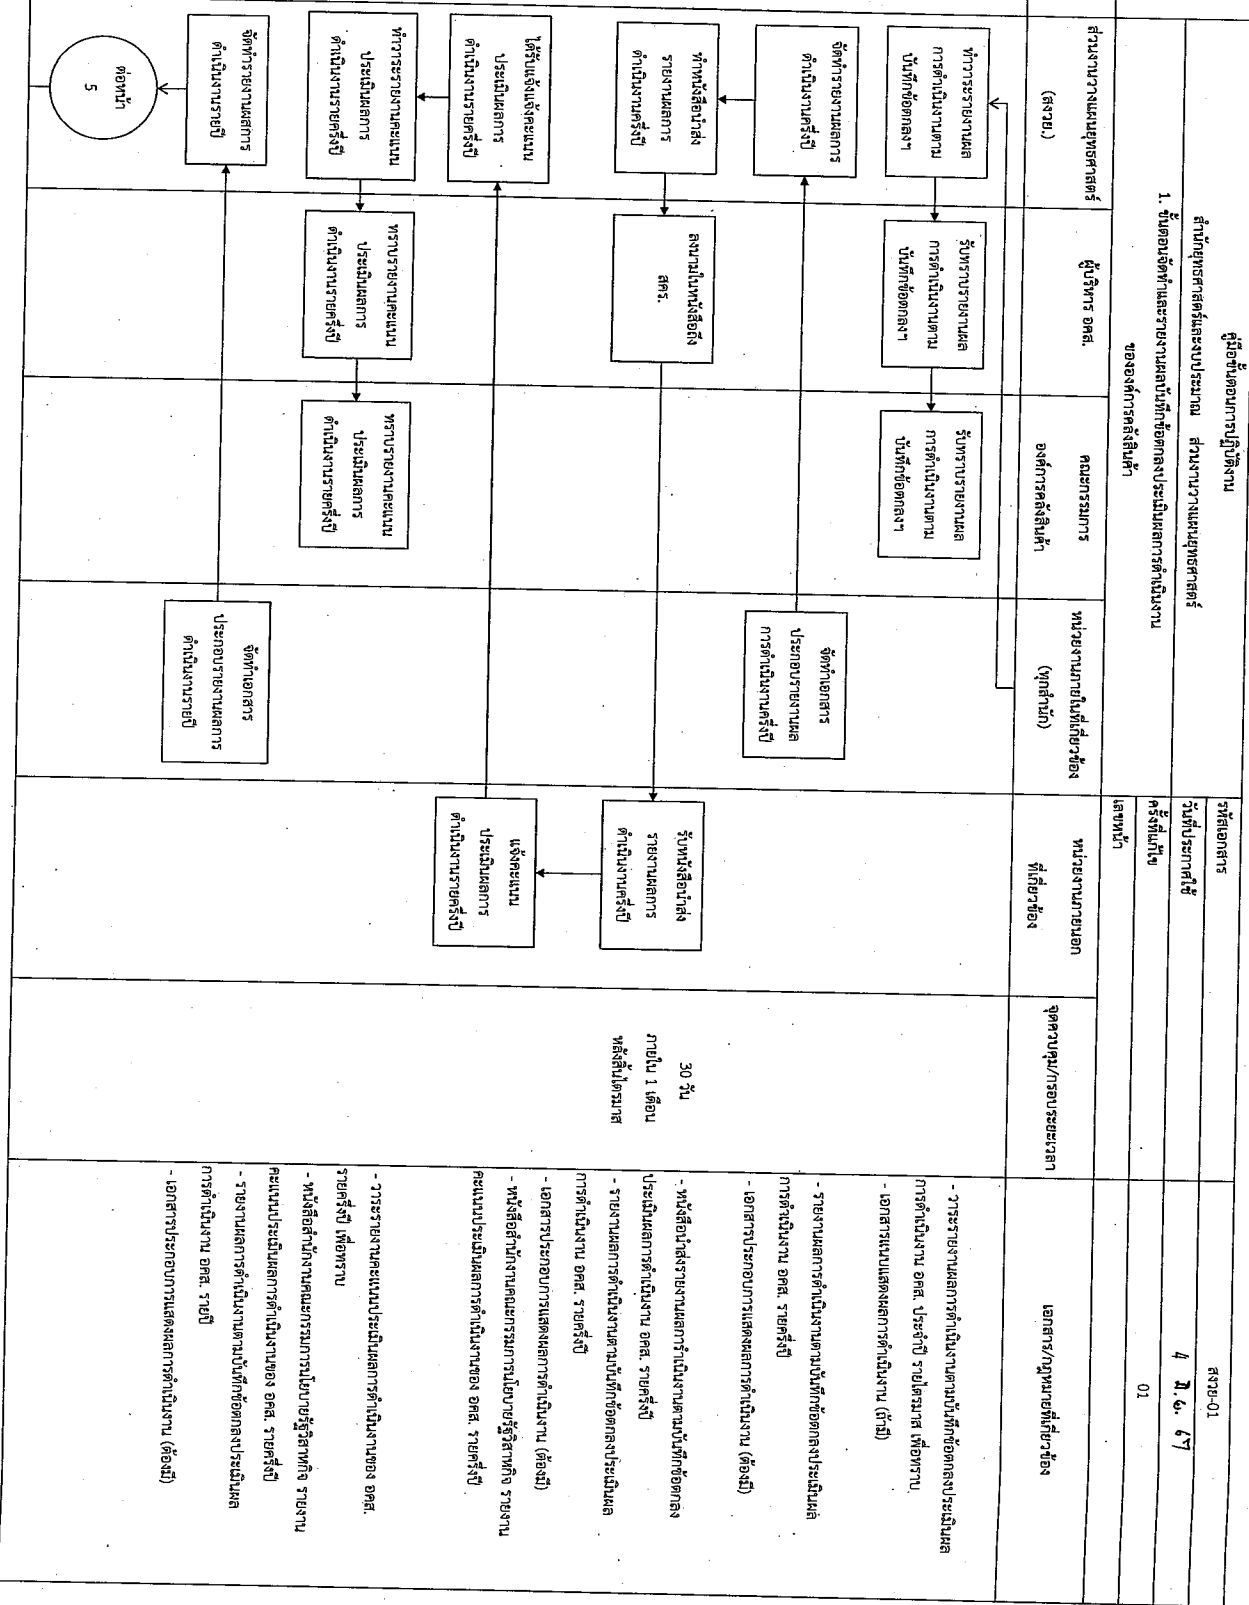 คู่มือขั้นตอนการปฏิบัติงาน
สำนักยุทธศาสตร์และงบประมาณ ส่วนงานวางแผนยุทธศาสตร์
1. ขั้นตอนจัดทำและรายงานผลบันทึกข้อตกลงประเมินผลการดำเนินงาน
ขององค์การคลังสินค้า
รหัสเอกสาร
สงวย-01
วันที่ประกาศใช้
ครั้งที่แก้ไข
01
เลขหน้า
ส่วนงานวางแผนยุทธศาสตร์
(สงวย.)
ผู้บริหาร อคส.
คณะกรรมการ
องค์การคลังสินค้า
หน่วยงานภายในที่เกี่ยวข้อง
(ทุกสำนัก)
หน่วยงานภายนอก
ที่เกี่ยวข้อง
จุดควบคุม/กรอบระยะเวลา
เอกสาร/กฎหมายที่เกี่ยวข้อง
ทำวาระรายงานผล
การดำเนินงานตาม
บันทึกข้อตกลงฯ
รับทราบรายงานผล
การดำเนินงานตาม
บันทึกข้อตกลงฯ
รับทราบรายงานผล
การดำเนินงานตาม
บันทึกข้อตกลงฯ
- วาระรายงานผลการดำเนินงานตามบันทึกข้อตกลงประเมินผล
การดำเนินงาน อคส. ประจำปี รายไตรมาส เพื่อทราบ
- เอกสารแนบแสดงผลการดำเนินงาน (ถ้ามี)
จัดทำรายงานผลการ
ดำเนินงานครึ่งปี
จัดทำเอกสาร
ประกอบรายงานผล
การดำเนินงานครึ่งปี
- รายงานผลการดำเนินงานตามบันทึกข้อตกลงประเมินผล
การดำเนินงาน อคส. รายครึ่งปี
- เอกสารประกอบการแสดงผลการดำเนินงาน (ต้องมี)
ทำหนังสือนำส่ง
รายงานผลการ
ดำเนินงานครึ่งปี
ลงนามในหนังสือถึง
สคร.
รับหนังสือนำส่ง
รายงานผลการ
ดำเนินงานครึ่งปี
30 วัน
ภายใน 1 เดือน
หลังสิ้นไตรมาส
- หนังสือนำส่งรายงานผลการำเนินงานตามบันทึกข้อตกลง
ประเมินผลการดำเนินงาน อคส. รายครึ่งปี
- รายงานผลการดำเนินงานตามบันทึกข้อตกลงประเมินผล
การดำเนินงาน อคส. รายครึ่งปี
- เอกสารประกอบการแสดงผลการดำเนินงาน (ต้องมี)
ได้รับแจ้งแจ้งคะแนน
ประเมินผลการ
ดำเนินงานรายครึ่งปี
แจ้งคะแนน
ประเมินผลการ
ดำเนินงานรายครึ่งปี
- หนังสือสำนักงานคณะกรรมการนโยบายรัฐวิสาหกิจ รายงาน
คะแนนประเมินผลการดำเนินงานของ อคส. รายครึ่งปี
ทำวาระรายงานคะแนน
ประเมินผลการ
ดำเนินงานรายครึ่งปี
ทราบรายงานคะแนน
ประเมินผลการ
ดำเนินงานรายครึ่งปี
ทราบรายงานคะแนน
ประเมินผลการ
ดำเนินงานรายครึ่งปี
- วาระรายงานคะแนนประเมินผลการดำเนินงานของ อคส.
รายครึ่งปี เพื่อทราบ
- หนังสือสำนักงานคณะกรรมการนโยบายรัฐวิสาหกิจ รายงาน
คะแนนประเมินผลการดำเนินงานของ อคส. รายครึ่งปี
จัดทำรายงานผลการ
ดำเนินงานรายปี
จัดทำเอกสาร
ประกอบรายงานผลการ
ดำเนินงานรายปี
- รายงานผลการดำเนินงานตามบันทึกข้อตกลงประเมินผล
การดำเนินงาน อคส. รายปี
- เอกสารประกอบการแสดงผลการดำเนินงาน (ต้องมี)
ต่อหน้า
5